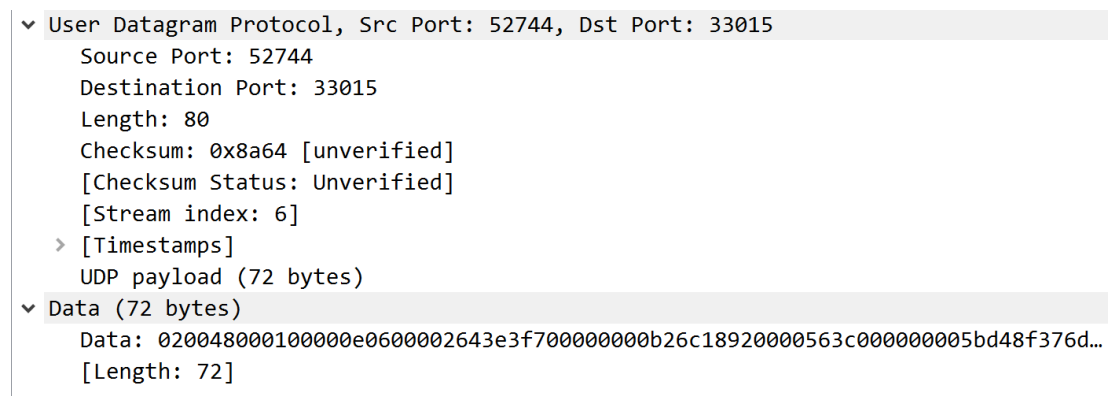 User Datagram Protocol, Src Port: 52744, Dst Port: 33015
Source Port: 52744
Destination Port: 33015
Length: 80
Checksum: 0x8a64 [unverified]
[Checksum Status: Unverified]
[Stream index: 6]
[Timestamps]
UDP payload (72 bytes)
Data (72 bytes)
Data: 020048000100000e0600002643e3f700000000b26c18920000563c000000005bd48f376d…
[Length: 72]